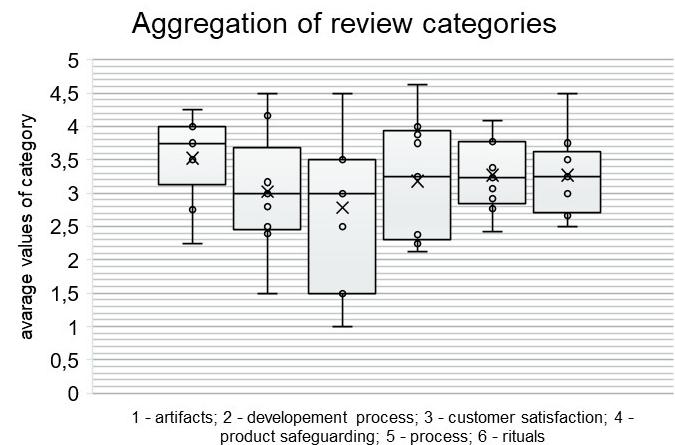 Aggregation of review categories
avarage values of category
5
4,5
4
3,5
3
2,5
2
1,5
1
0,5
0
1 - artifacts; 2 - developement process; 3 - customer satisfaction; 4 -
product safeguarding; 5 - process; 6 - rituals